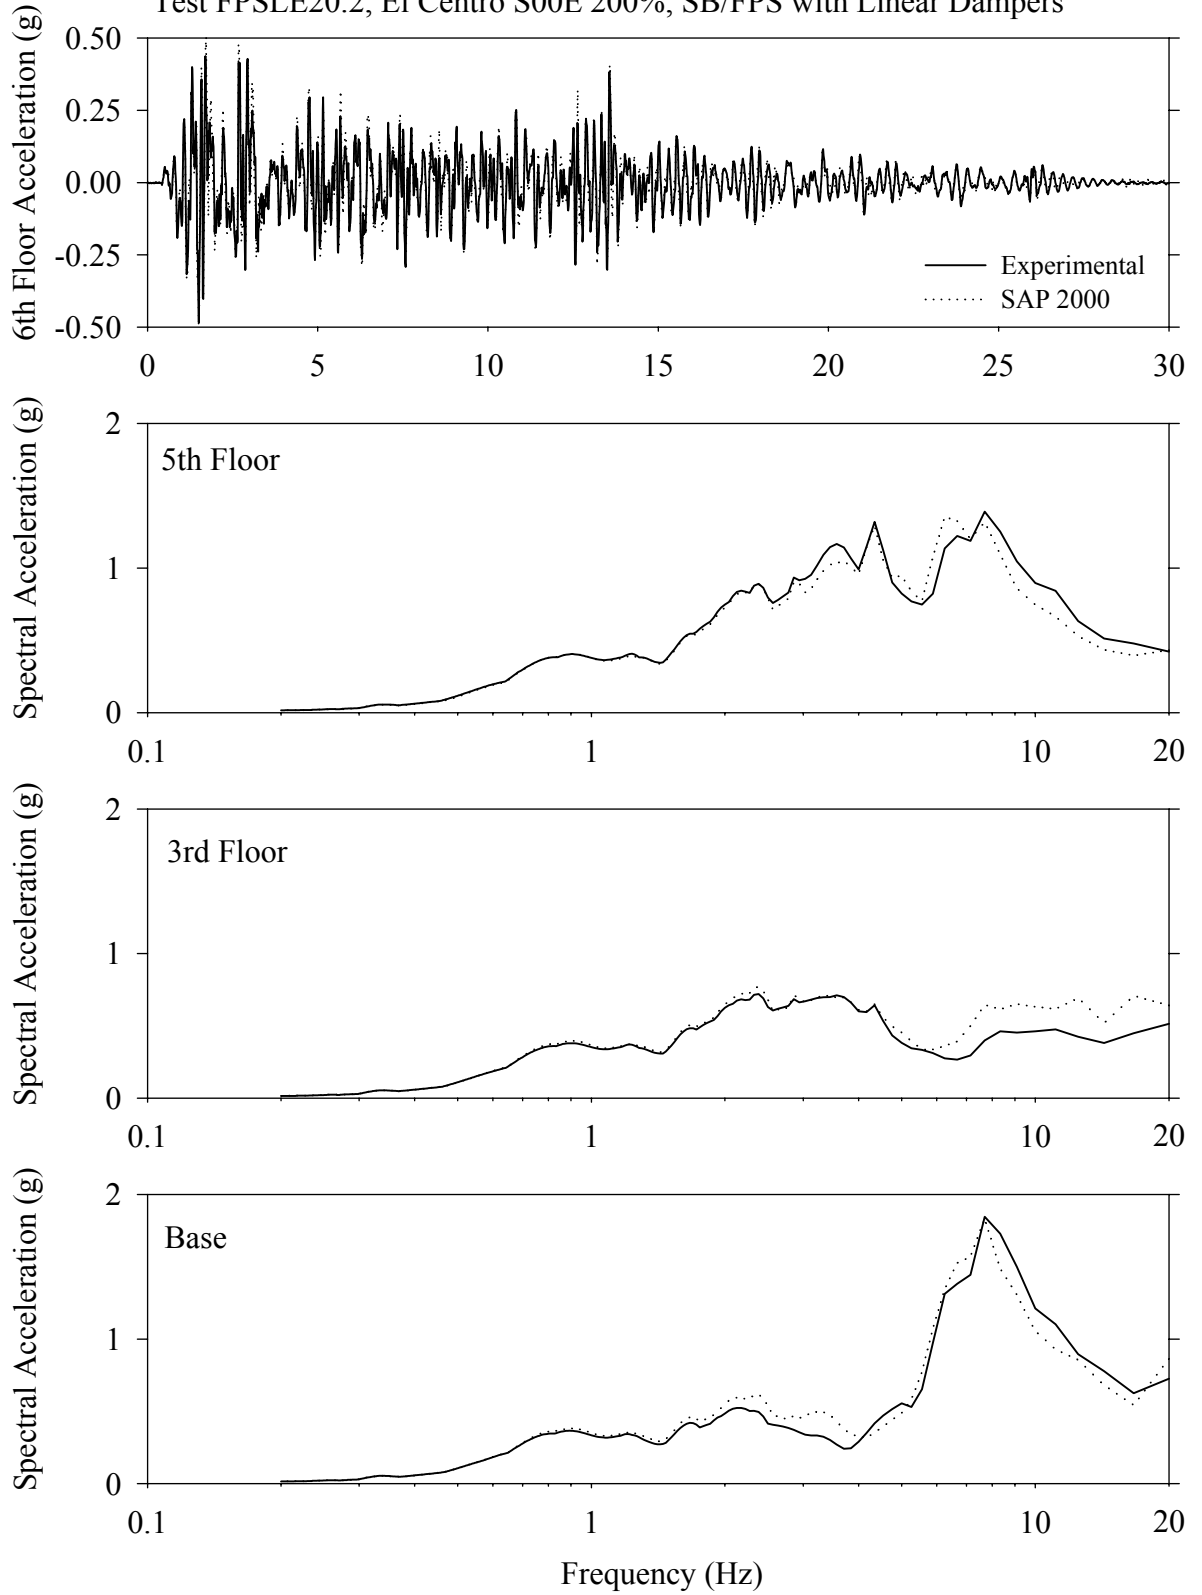 Test FPSLE20.2, El Centro S00E 200%, SB/FPS with Linear Dampers
6th Floor Acceleration (g)
0.50
0.25
0.00
-0.25
-0.50
Experimental
SAP 2000
0 5 10 15 20 25 30
Spectral Acceleration (g)
2
1
0
5th Floor
0.1 1 10 20
Spectral Acceleration (g)
2
1
0
3rd Floor
0.1 1 10 20
Spectral Acceleration (g)
2
1
0
Base
0.1 1 10 20
Frequency (Hz)